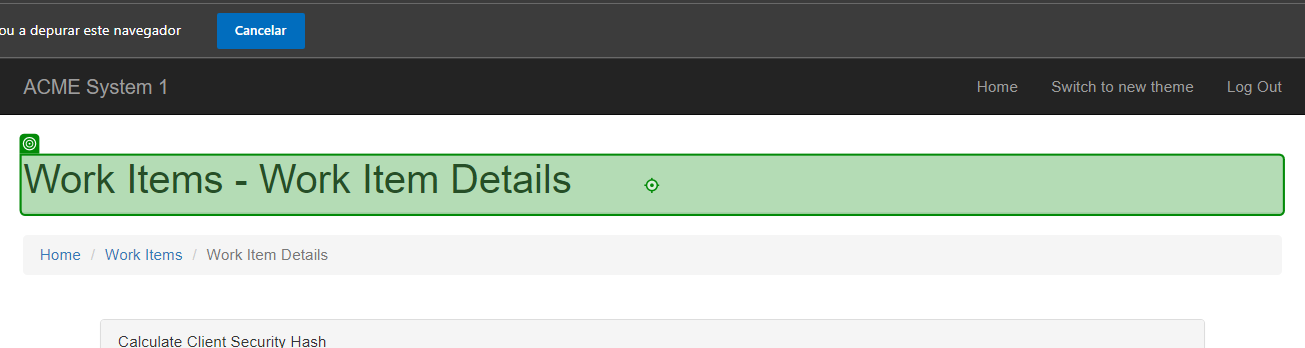 ou a depurar este navegador
Cancelar
ACME System 1
Home
Switch to new theme
Log Out
Work Items - Work Item Details
Home / Work Items / Work Item Details
Calculate Client Security Hash